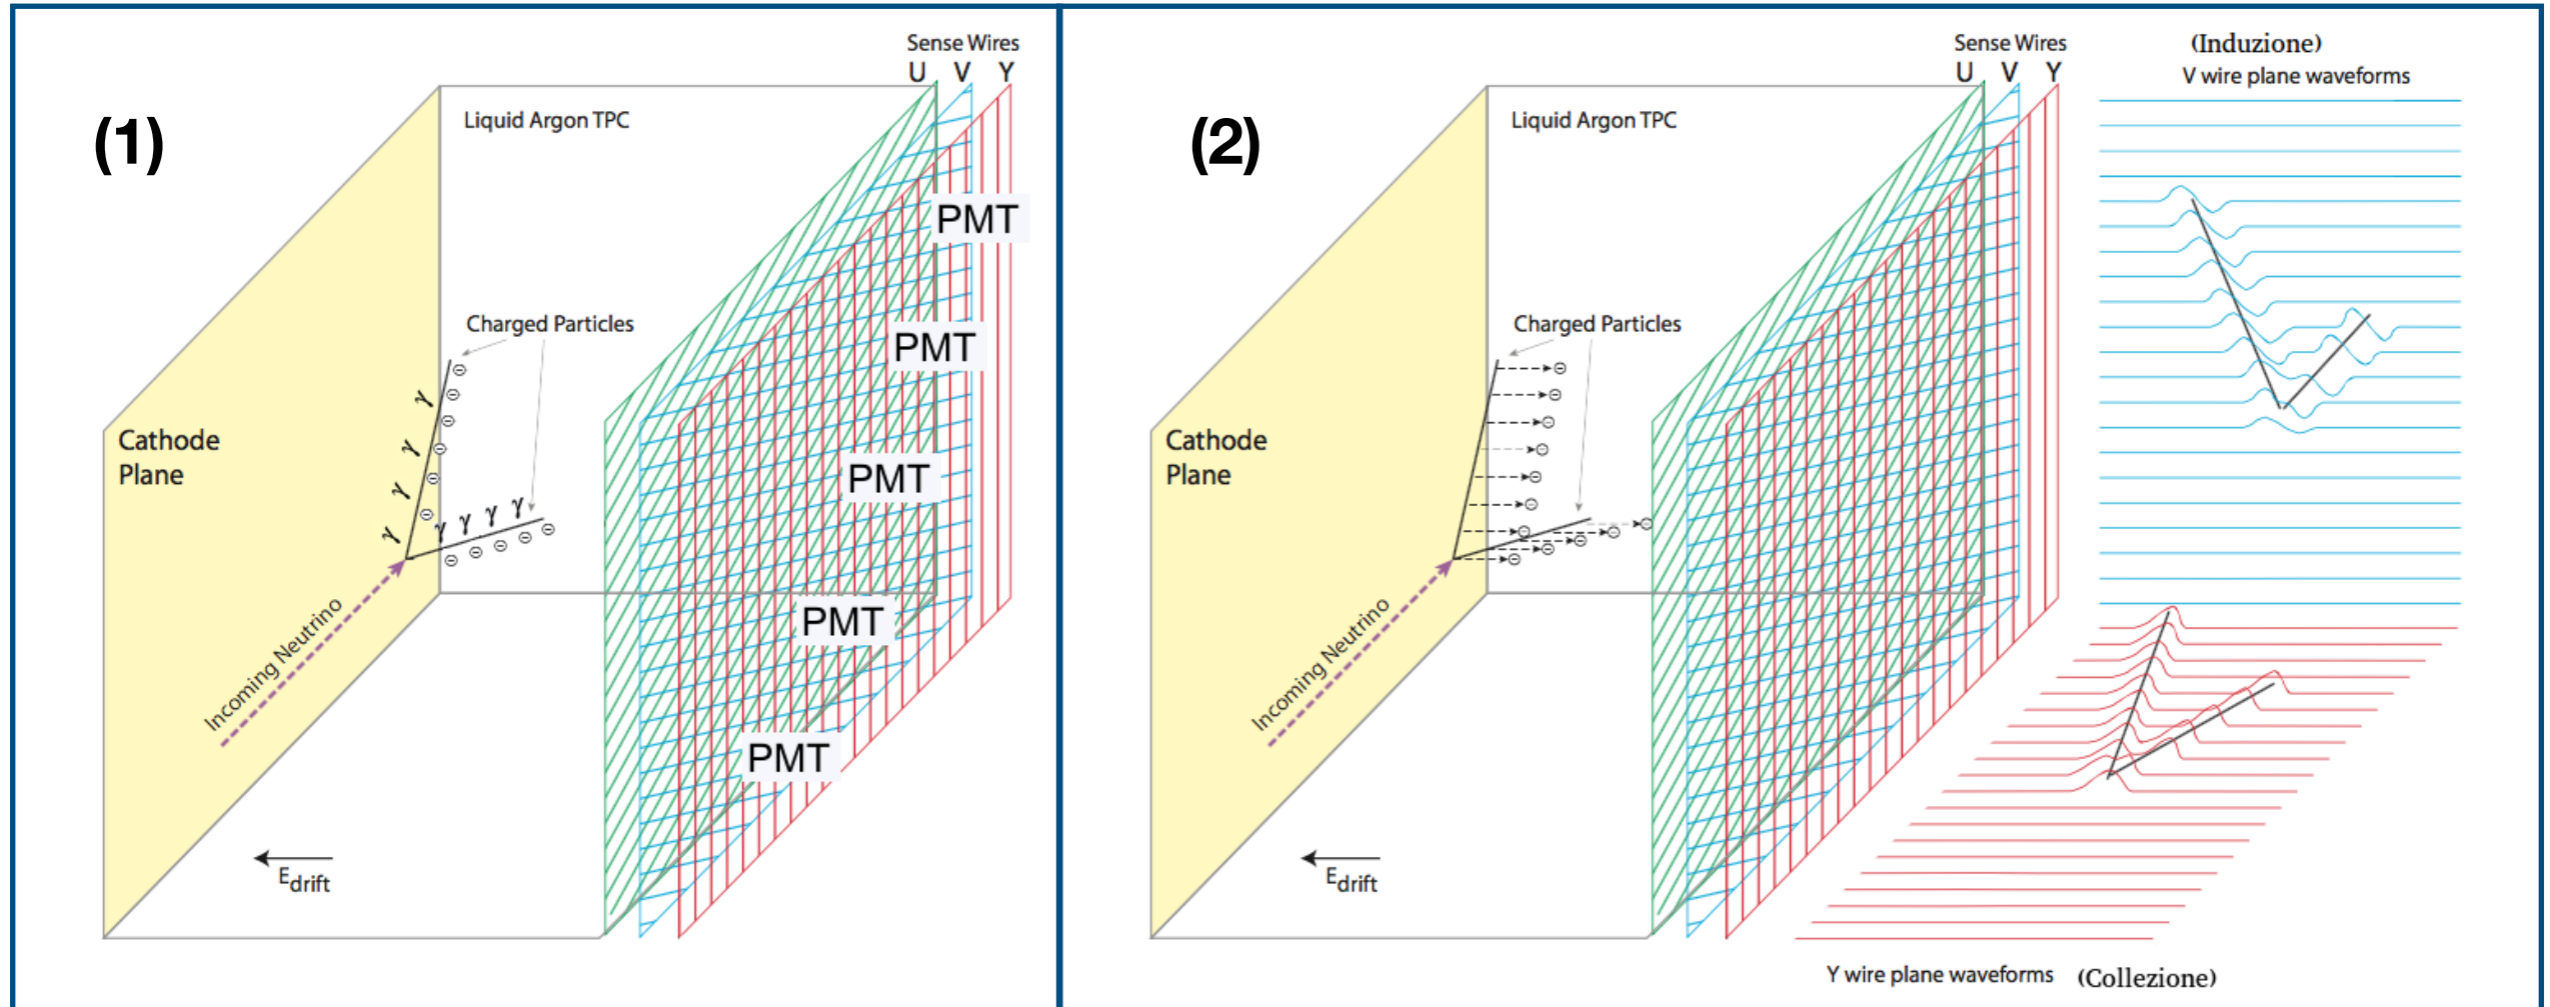 (1)
Sense Wires
U V Y
Liquid Argon TPC
PMT
Charged Particles
PMT
γ
γ
γ
γ
γ γ γ γ
Cathode
Plane
PMT
Incoming Neutrino
PMT
PMT
Edrift
(2)
Sense Wires
U V Y
(Induzione)
V wire plane waveforms
Liquid Argon TPC
Charged Particles
Cathode
Plane
Incoming Neutrino
Edrift
Y wire plane waveforms (Collezione)